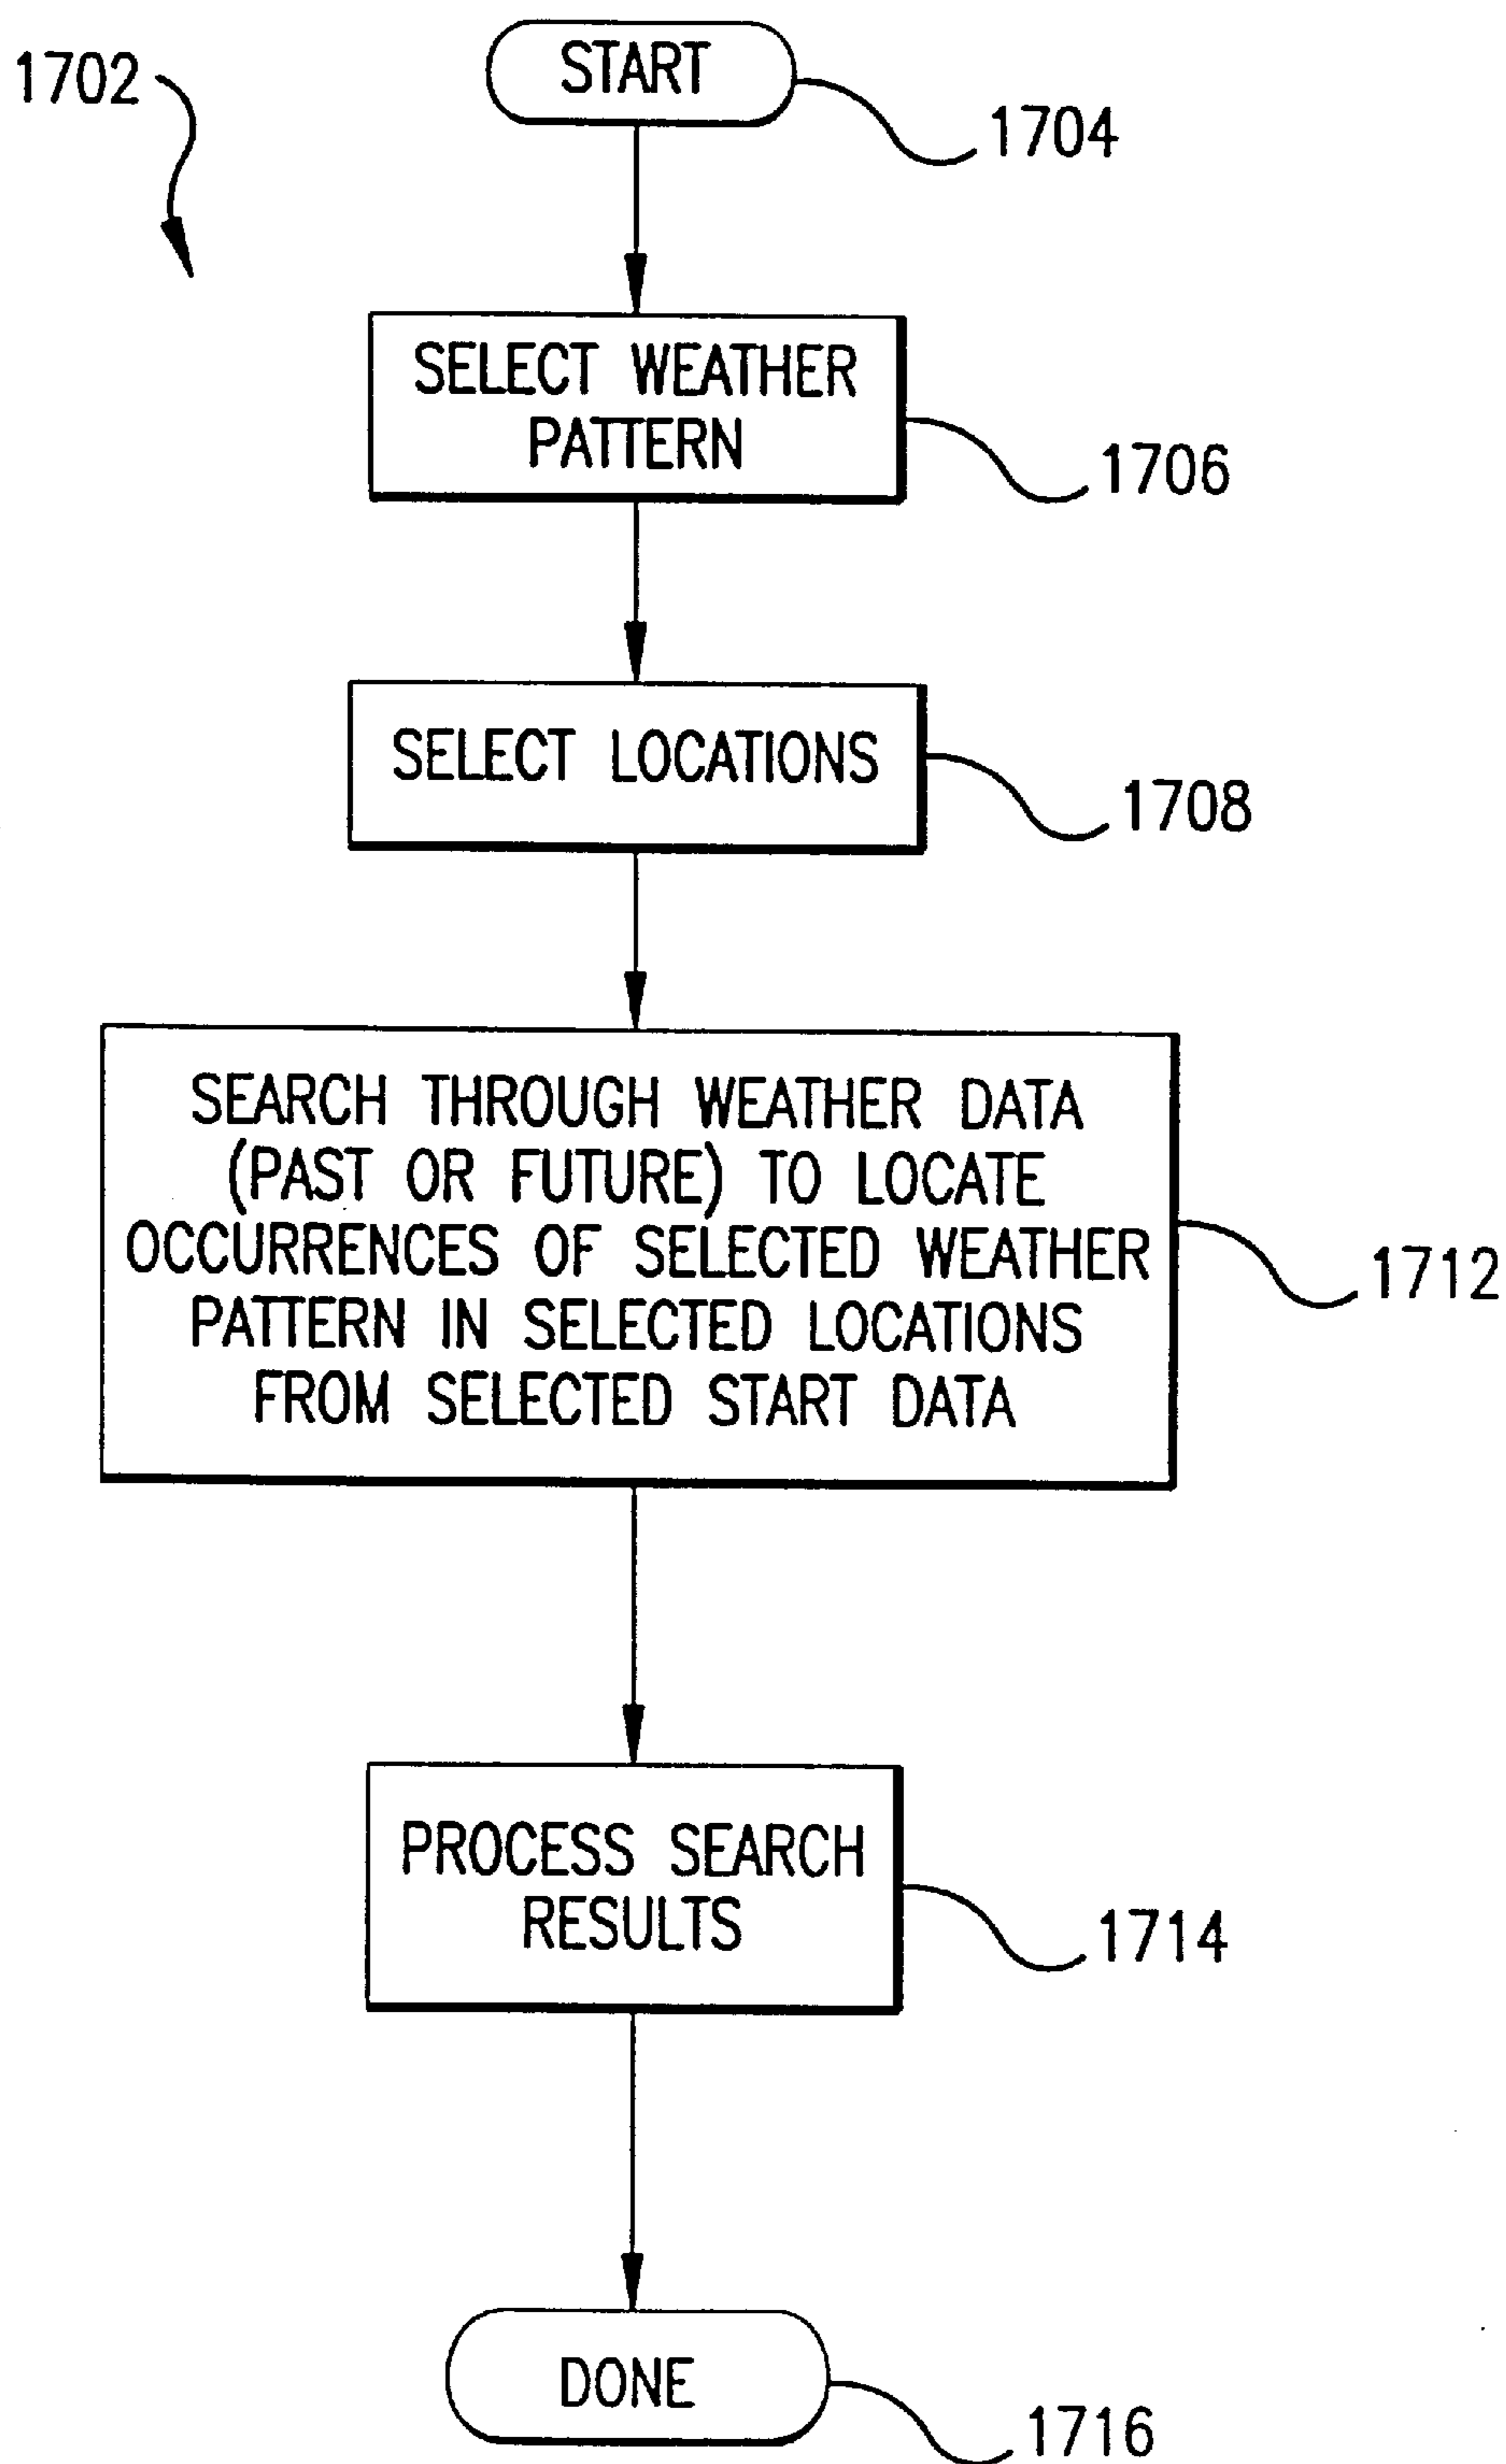 1702
START
1704
SELECT WEATHER
PATTERN
1706
SELECT LOCATIONS
1708
SEARCH THROUGH WEATHER DATA
(PAST OR FUTURE) TO LOCATE
OCCURRENCES OF SELECTED WEATHER
PATTERN IN SELECTED LOCATIONS
FROM SELECTED START DATA
1712
PROCESS SEARCH
RESULTS
1714
DONE
1716